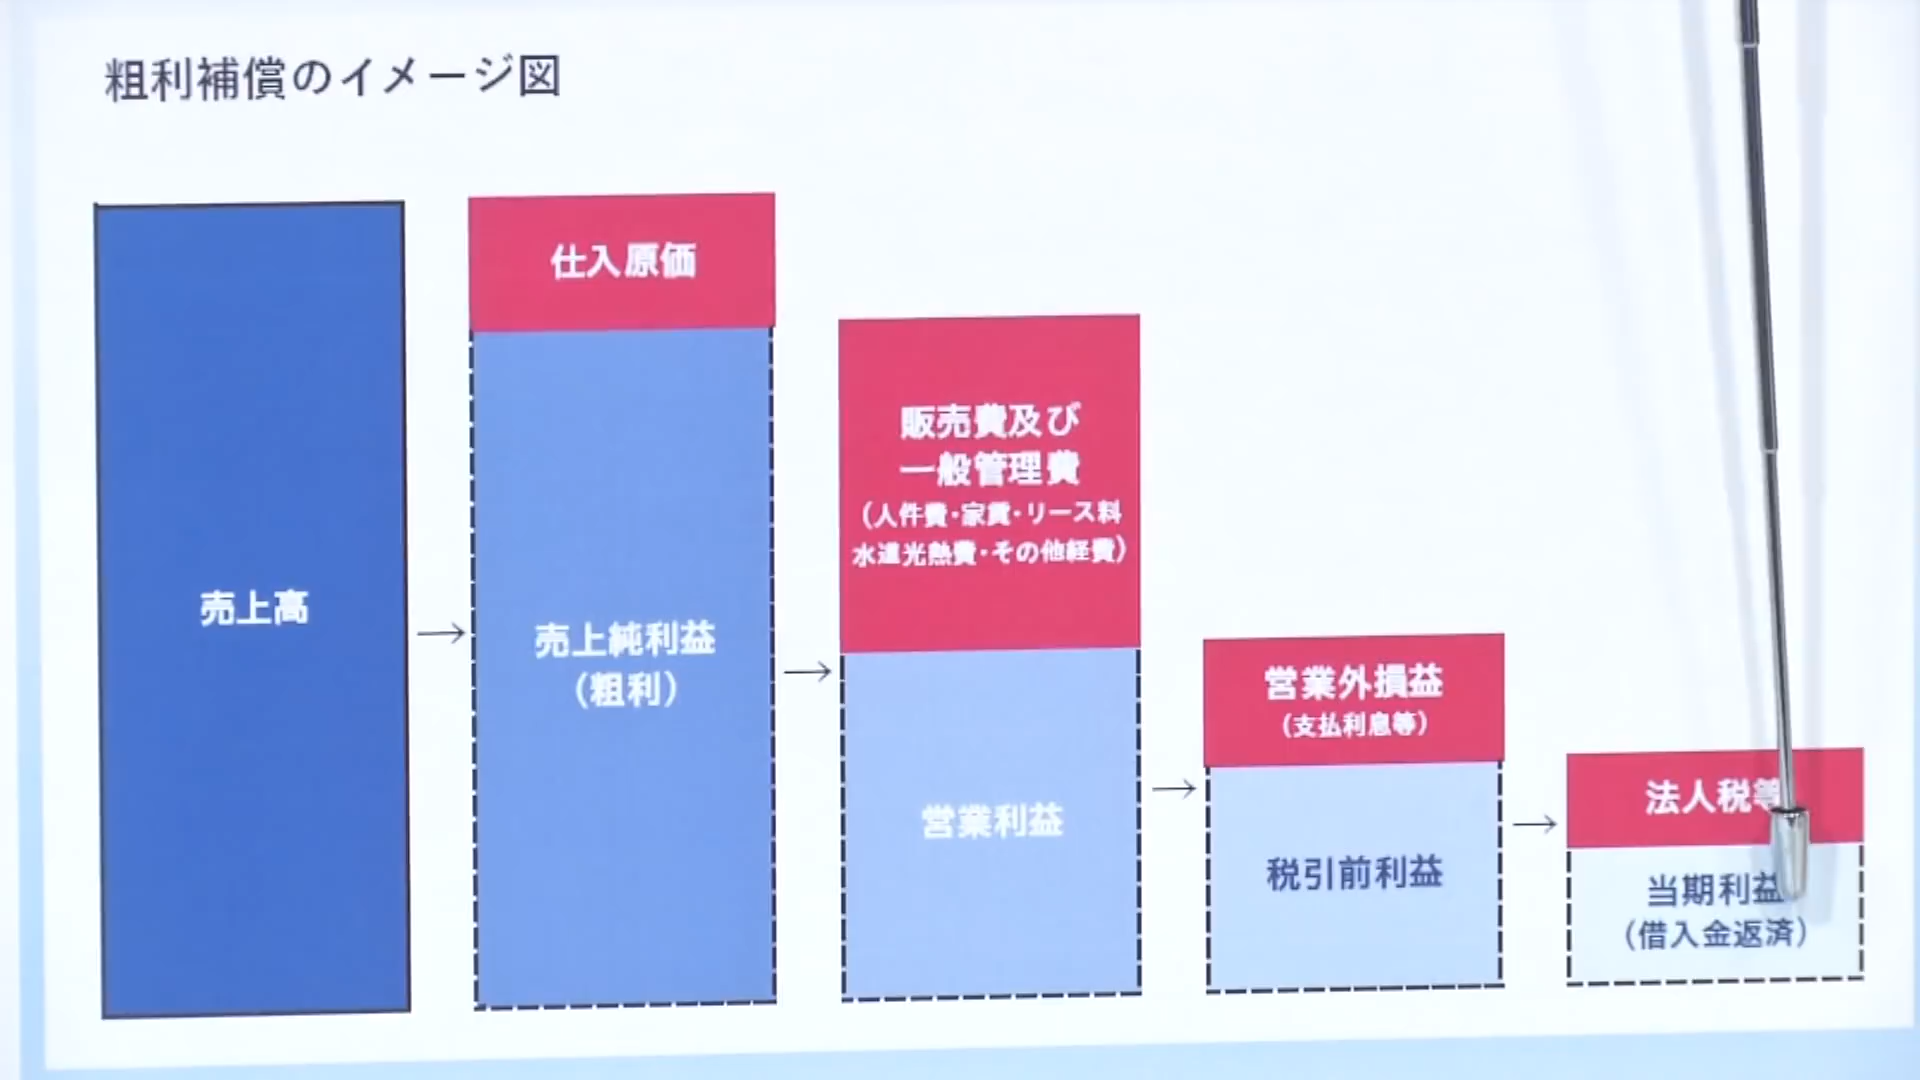 粗利補償のイメージ図
売上高
→
仕入原価
売上純利益
（粗利）
→
販売費及び
一般管理費
（人件費・家賃・リース料
水道光熱費・その他経費）
営業利益
→
営業外損益
（支払利息等）
税引前利益
→
法人税等
当期利益
（借入金返済）